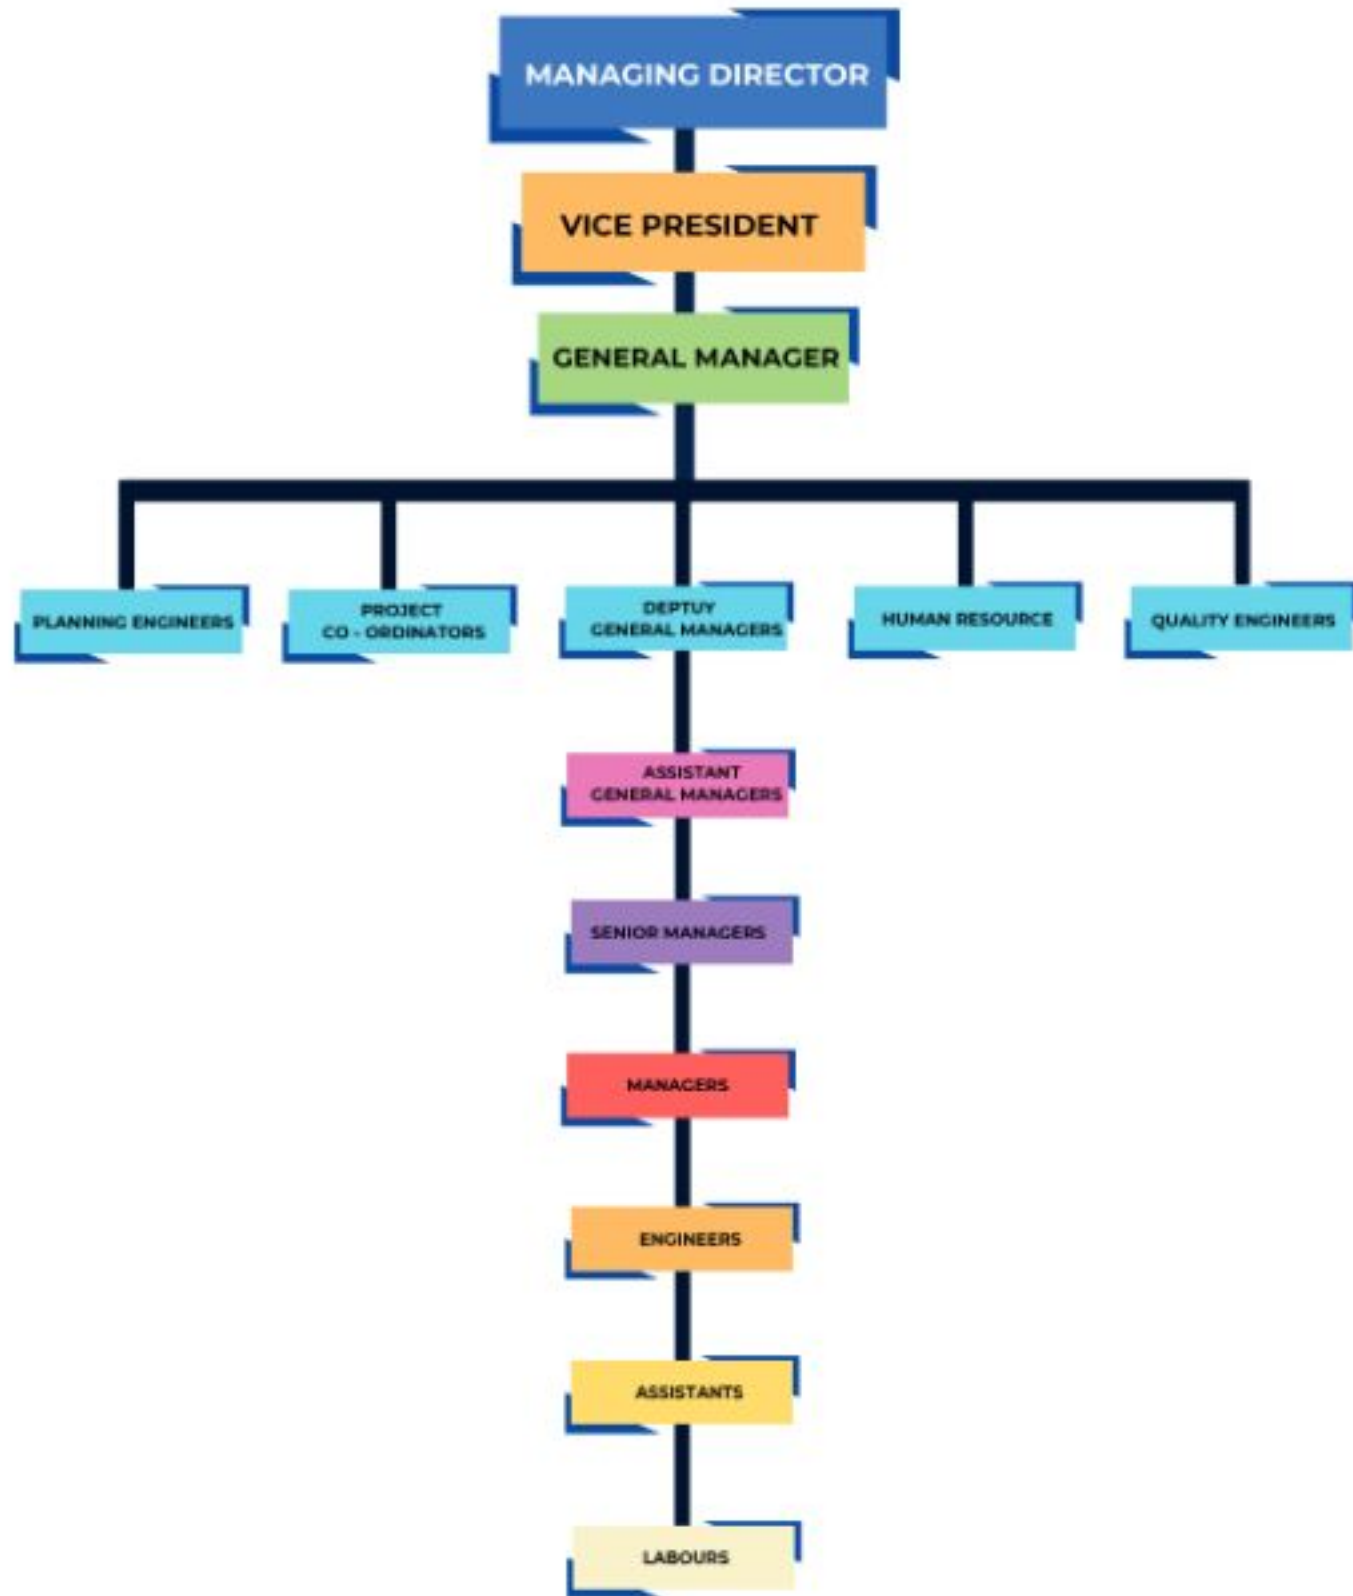 MANAGING DIRECTOR
VICE PRESIDENT
GENERAL MANAGER
PLANNING ENGINEERS
PROJECT
CO - ORDINATORS
DEPTUY
GENERAL MANAGERS
HUMAN RESOURCE
QUALITY ENGINEERS
ASSISTANT
GENERAL MANAGERS
SENIOR MANAGERS
MANAGERS
ENGINEERS
ASSISTANTS
LABOURS